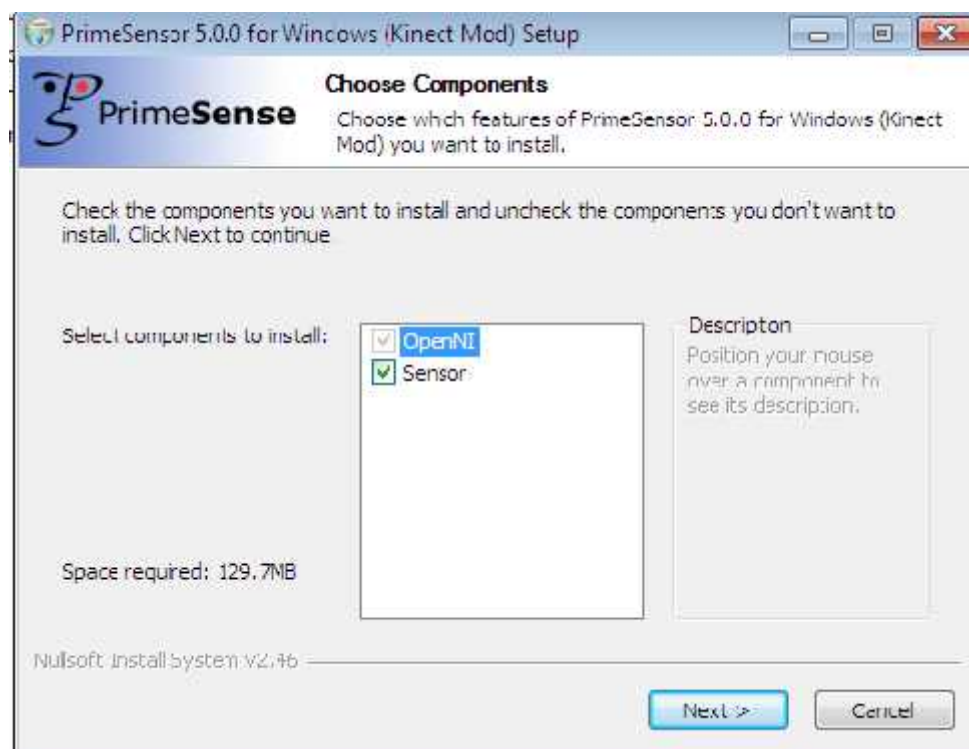 PrimeSensor 5.0.0 for Windows (Kinect Mod) Setup
PrimeSense
Choose Components
Choose which features of PrimeSensor 5.0.0 for Windows (Kinect
Mod) you want to install.
Check the components you want to install and uncheck the components you don't want to
install. Click Next to continue
Select components to install:
OpenNI
Sensor
Description
Position your mouse
over a component to
see its description.
Space required: 129.7MB
Nullsoft Install System v2.46
Next >
Cancel